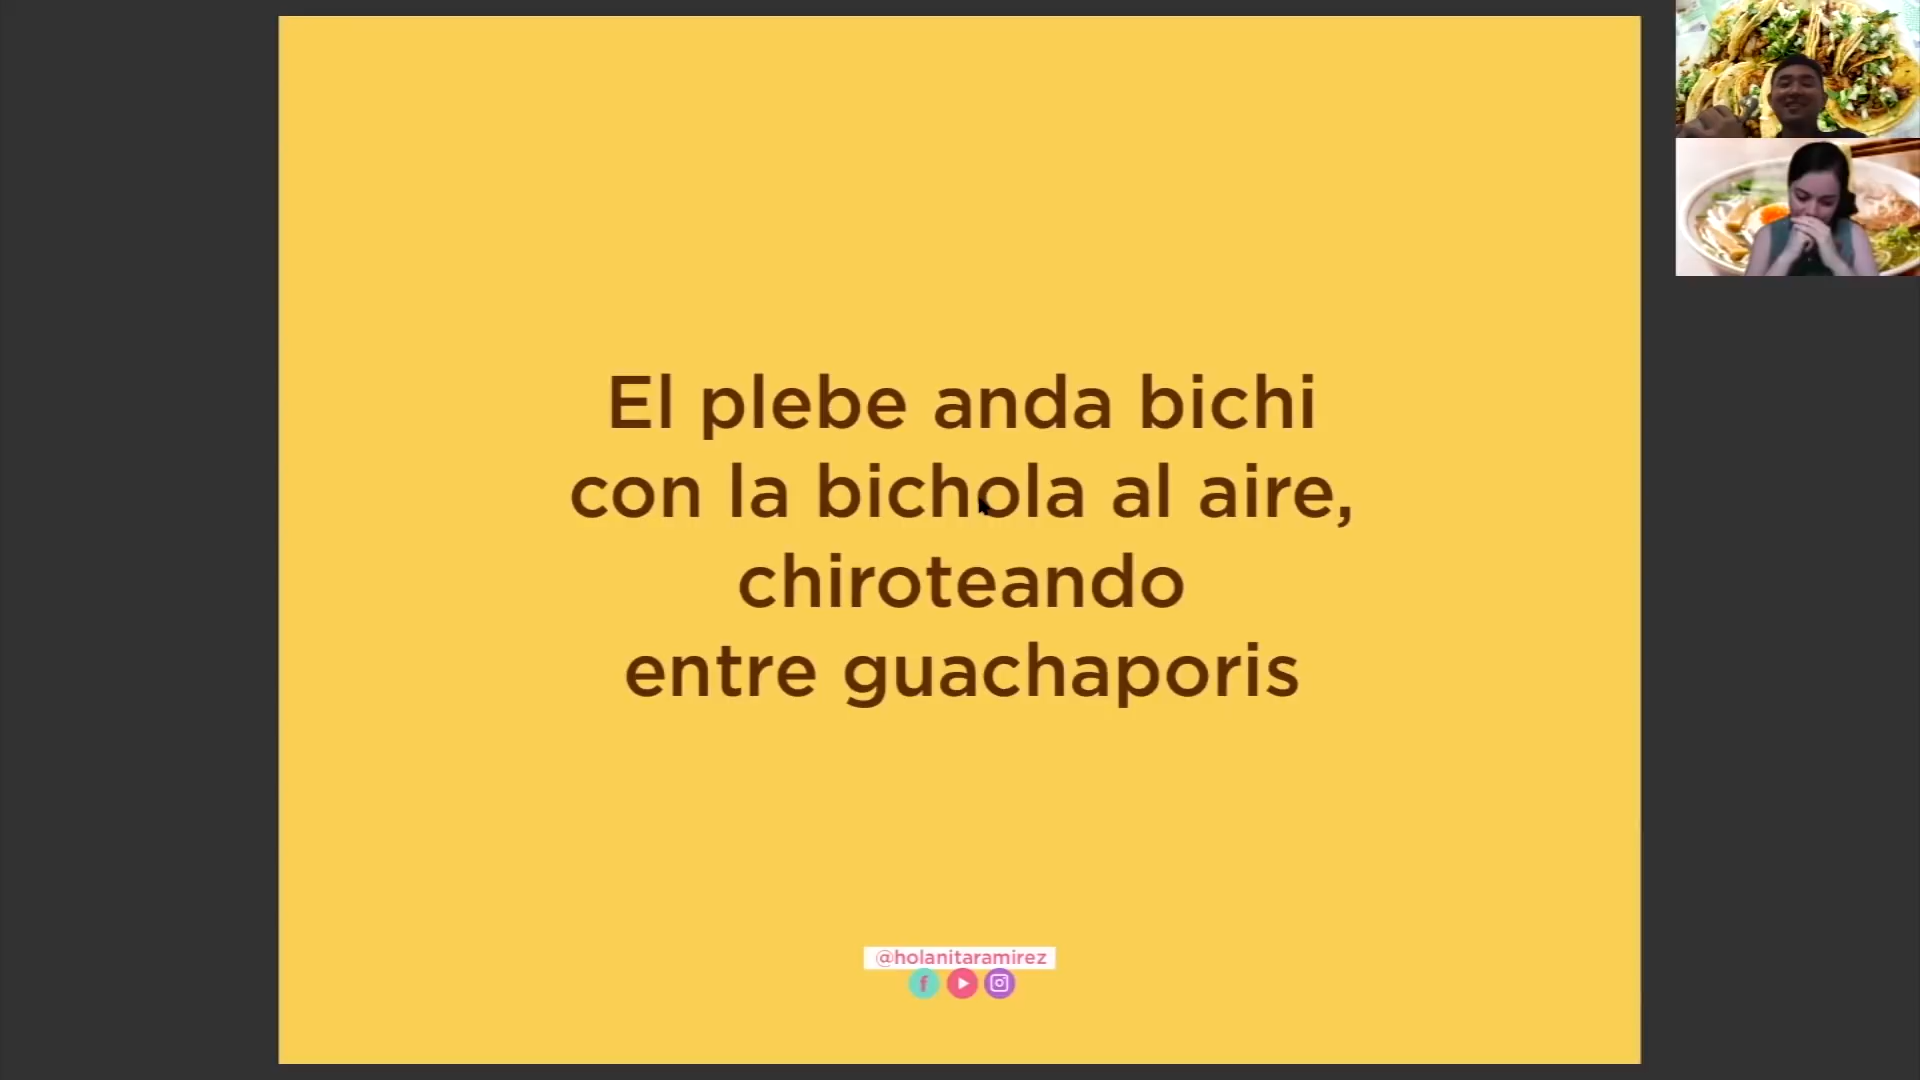 El plebe anda bichi
con la bichola al aire,
chiroteando
entre guachaporis
@holanitaramirez